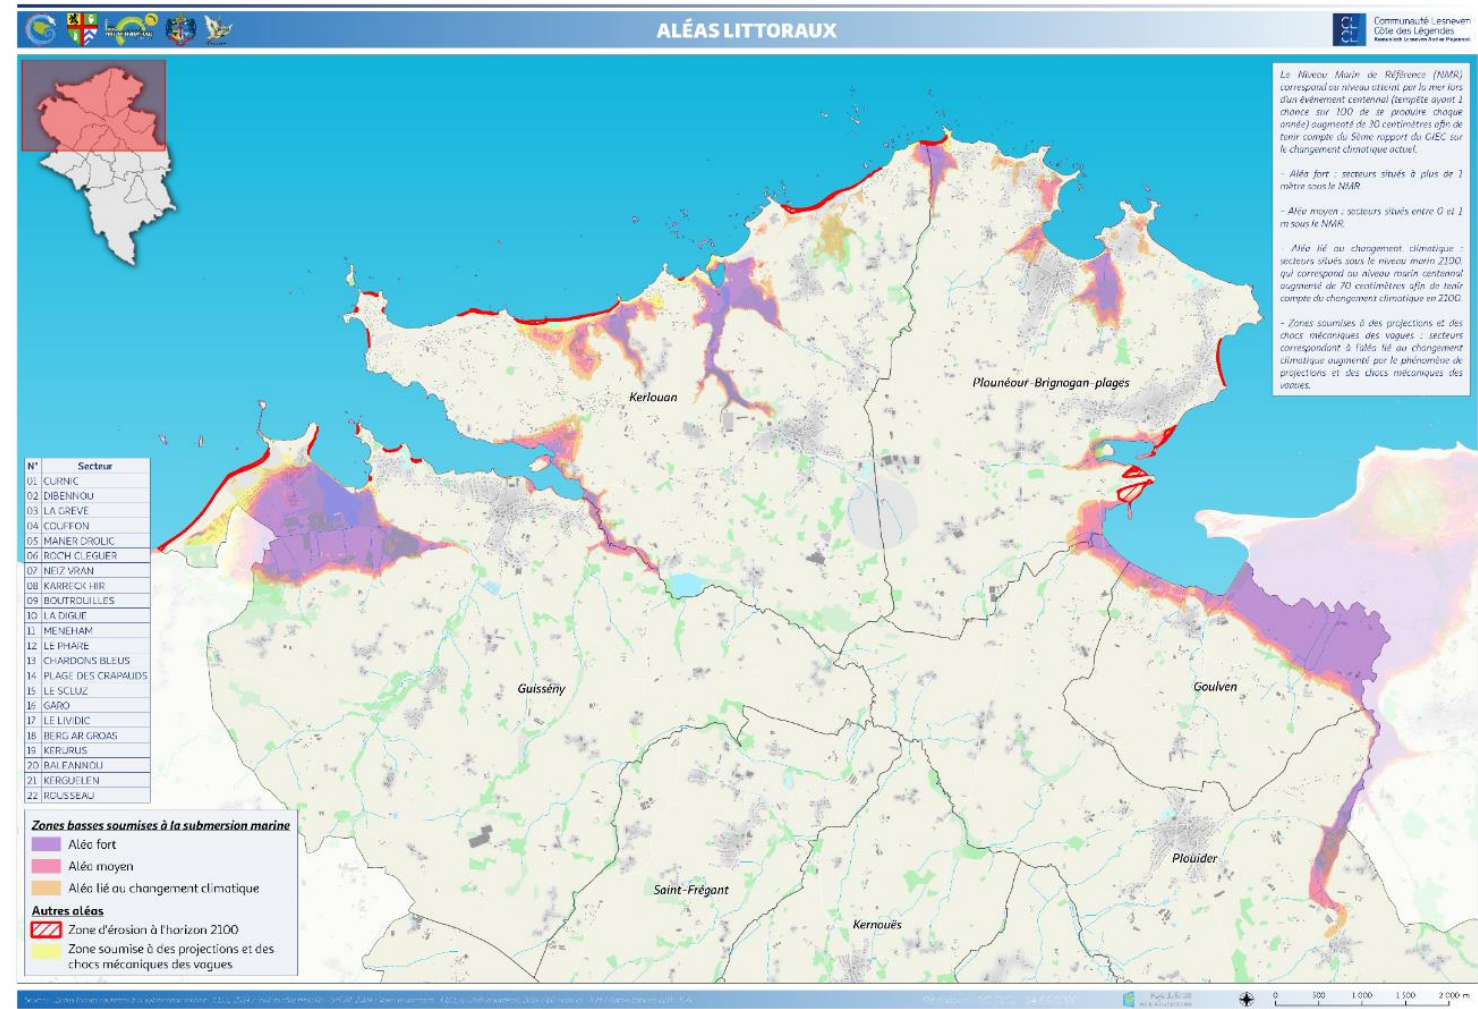 ALÉAS LITTORAUX
Communauté Lesneven
Côte des Légendes
Le Niveau Marin de Référence (NMR)
correspond au niveau atteint par la mer lors
d'un évènement centennal (tempête ayant 1
chance sur 100 de se produire chaque
année) augmenté de 30 centimètres afin de
tenir compte du 5ème rapport du GIEC sur
le changement climatique actuel.
- Aléa fort : secteurs situés à plus de 1
mètre sous le NMR
- Aléa moyen : secteurs situés entre 0 et 1
m sous le NMR.
- Aléa lié au changement climatique :
secteurs situés sous le niveau marin 2100,
qui correspond au niveau marin centennal
augmenté de 70 centimètres afin de tenir
compte du changement climatique en 2100.
- Zones soumises à des projections et des
chocs mécaniques des vagues : secteurs
correspondant à l'aléa lié au changement
climatique augmenté par le phénomène de
projections et des chocs mécaniques des
vagues.
Plounéour-Brignogan-plages
Kerlouan
Guissény
Goulven
Plouider
Saint-Frégant
Kernouës
N° Secteur
01 CURNIC
02 DIBENNOU
03 LA GREVE
04 COUFFON
05 MANER DROLIC
06 ROC'H CLEGUER
07 NEIZ VRAN
08 KARRECK HIR
09 BOUTROUILLES
10 LA DIGUE
11 MENEHAM
12 LE PHARE
13 CHARDONS BLEUS
14 PLAGE DES CRAPAUDS
15 LE SCLUZ
16 GARO
17 LE LIVIDIC
18 BERG AR GROAS
19 KERURUS
20 BALEANNOU
21 KERGUELEN
22 ROUSSEAU
Zones basses soumises à la submersion marine
Aléa fort
Aléa moyen
Aléa lié au changement climatique
Autres aléas
Zone d'érosion à l'horizon 2100
Zone soumise à des projections et des
chocs mécaniques des vagues
0 500 1 000 1 500 2 000 m